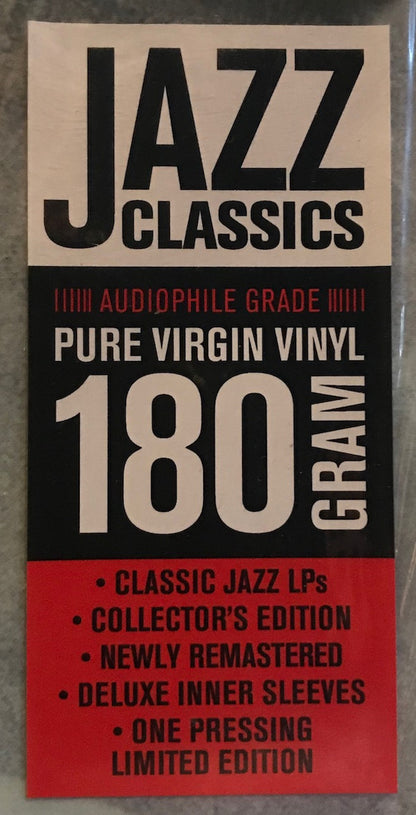 JAZZ
CLASSICS
AUDIOPHILE GRADE
PURE VIRGIN VINYL
180 GRAM
• CLASSIC JAZZ LPs
• COLLECTOR'S EDITION
• NEWLY REMASTERED
• DELUXE INNER SLEEVES
• ONE PRESSING
LIMITED EDITION